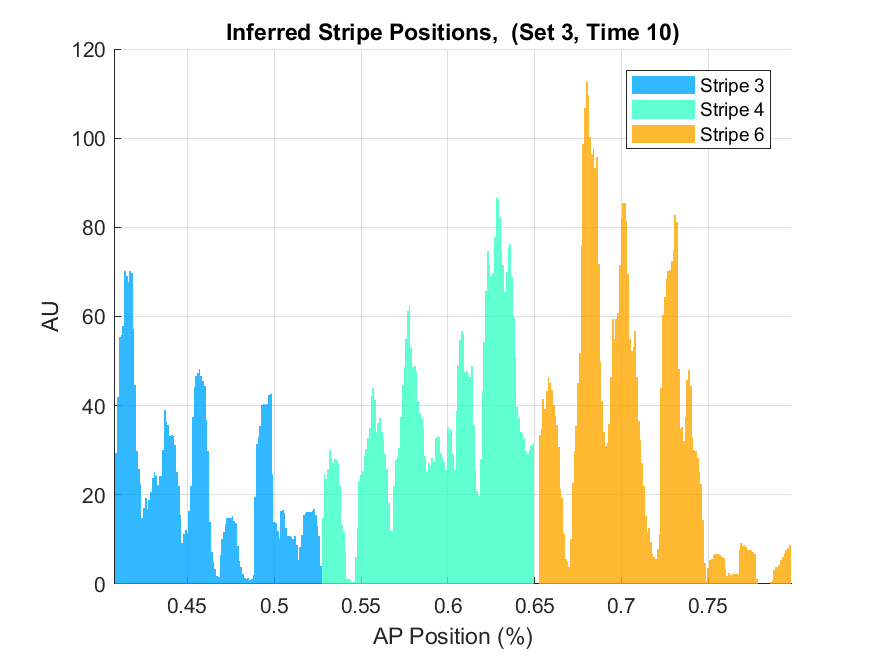 Inferred Stripe Positions,  (Set 3, Time 10)
120
100
80
60
40
20
0
AU
Stripe 3
Stripe 4
Stripe 6
0.45 0.5 0.55 0.6 0.65 0.7 0.75
AP Position (%)